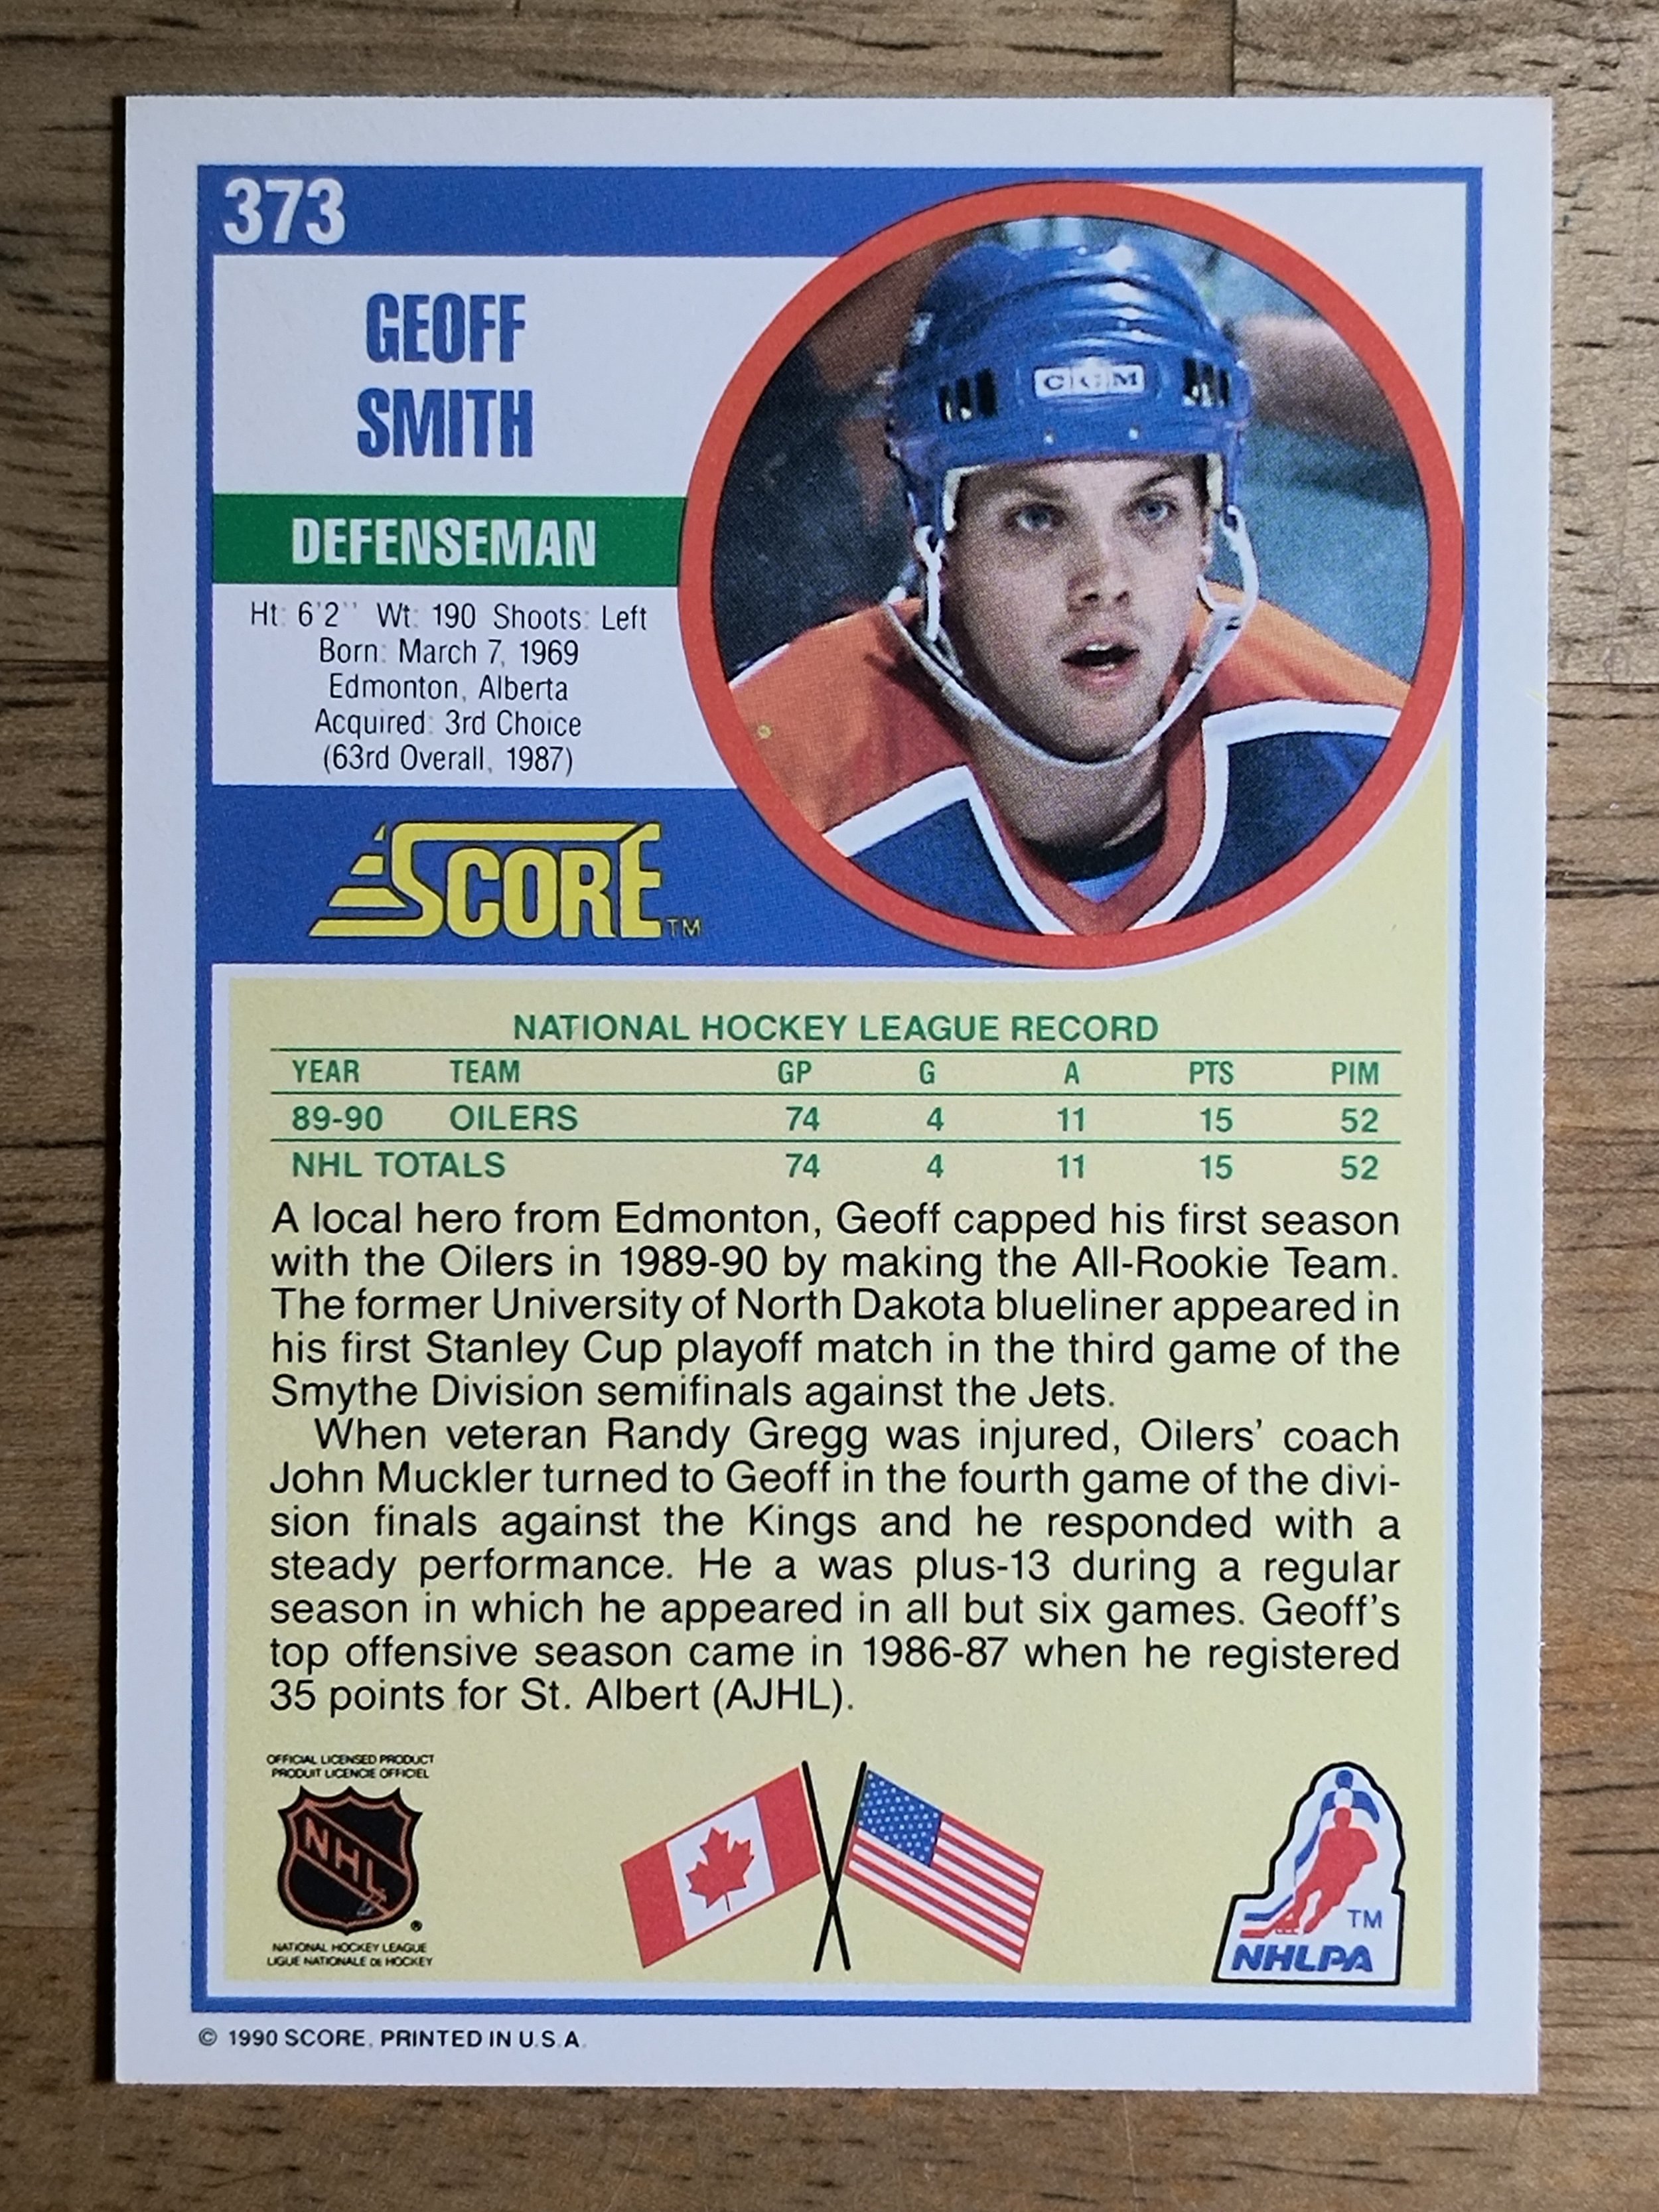 373
GEOFF
SMITH
DEFENSEMAN
Ht: 6'2'' Wt: 190 Shoots: Left
Born: March 7, 1969
Edmonton, Alberta
Acquired: 3rd Choice
(63rd Overall, 1987)
CCM
SCORE TM
NATIONAL HOCKEY LEAGUE RECORD
YEAR TEAM GP G A PTS PIM
89-90 OILERS 74 4 11 15 52
NHL TOTALS 74 4 11 15 52
A local hero from Edmonton, Geoff capped his first season
with the Oilers in 1989-90 by making the All-Rookie Team.
The former University of North Dakota blueliner appeared in
his first Stanley Cup playoff match in the third game of the
Smythe Division semifinals against the Jets.
When veteran Randy Gregg was injured, Oilers' coach
John Muckler turned to Geoff in the fourth game of the divi-
sion finals against the Kings and he responded with a
steady performance. He a was plus-13 during a regular
season in which he appeared in all but six games. Geoff's
top offensive season came in 1986-87 when he registered
35 points for St. Albert (AJHL).
OFFICIAL LICENSED PRODUCT
PRODUIT LICENCIE OFFICIEL
NHL ®
NATIONAL HOCKEY LEAGUE
LIGUE NATIONALE DE HOCKEY
TM
NHLPA
© 1990 SCORE, PRINTED IN U.S.A.